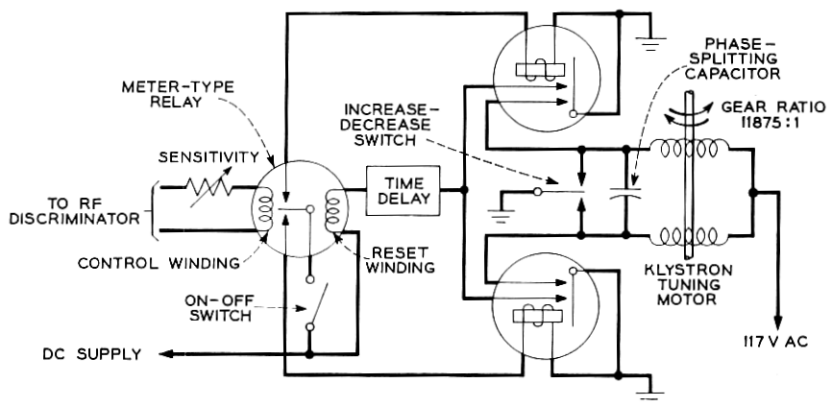 PHASE-
SPLITTING
CAPACITOR
METER-TYPE
RELAY
INCREASE-
DECREASE
SWITCH
GEAR RATIO
11875:1
SENSITIVITY
TO RF
DISCRIMINATOR
TIME
DELAY
CONTROL WINDING
RESET
WINDING
KLYSTRON
TUNING
MOTOR
ON-OFF
SWITCH
DC SUPPLY
117 V AC